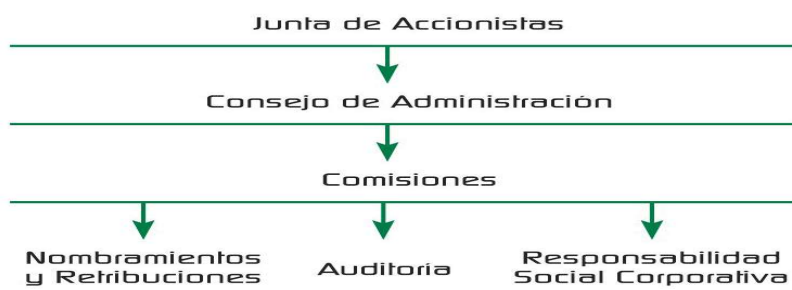 Junta de Accionistas
Consejo de Administración
Comisiones
Nombramientos
y Retribuciones
Auditoría
Responsabilidad
Social Corporativa